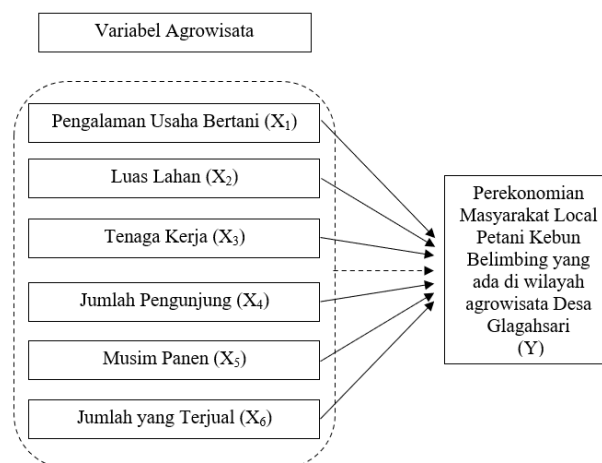 Variabel Agrowisata
Pengalaman Usaha Bertani (X₁)
Luas Lahan (X₂)
Tenaga Kerja (X₃)
Jumlah Pengunjung (X₄)
Musim Panen (X₅)
Jumlah yang Terjual (X₆)
Perekonomian
Masyarakat Local
Petani Kebun
Belimbing yang
ada di wilayah
agrowisata Desa
Glagahsari
(Y)